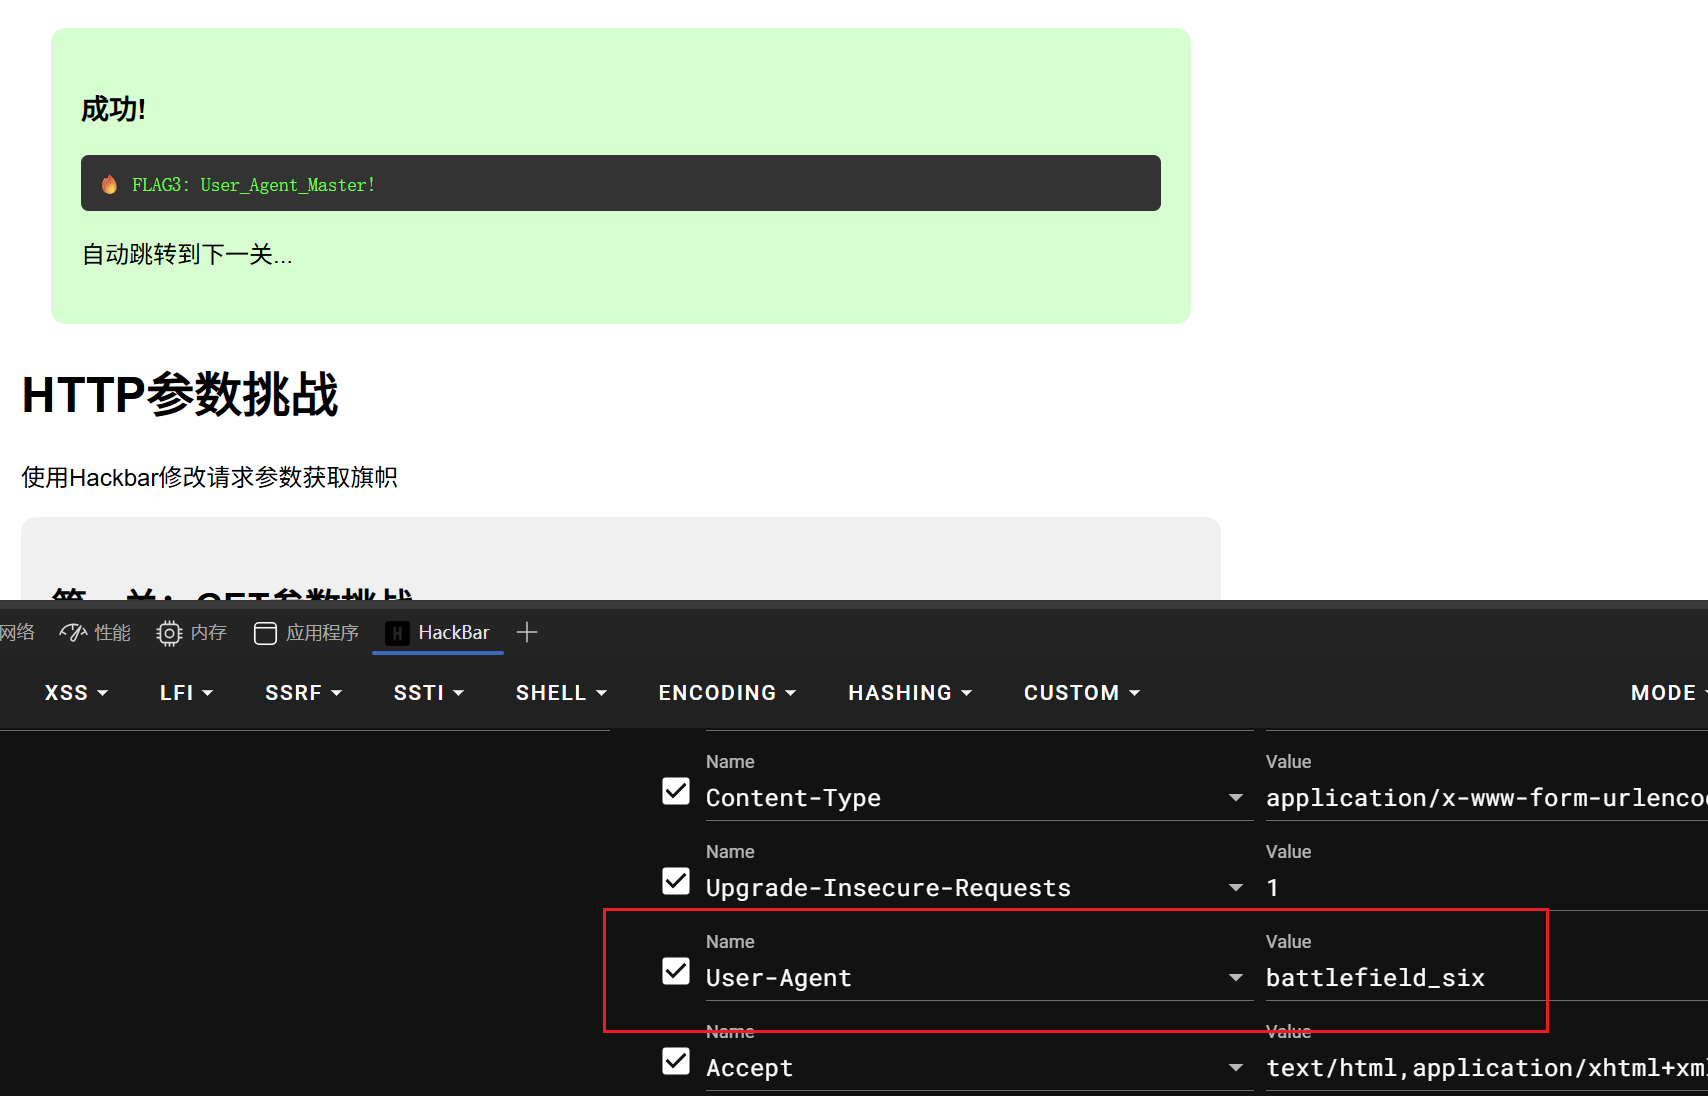 成功!
FLAG3: User_Agent_Master!
自动跳转到下一关...
HTTP参数挑战
使用Hackbar修改请求参数获取旗帜
网络 性能 内存 应用程序 HackBar
XSS LFI SSRF SSTI SHELL ENCODING HASHING CUSTOM MODE
Name Value
Content-Type application/x-www-form-urlenco
Name Value
Upgrade-Insecure-Requests 1
Name Value
User-Agent battlefield_six
Name Value
Accept text/html,application/xhtml+xm